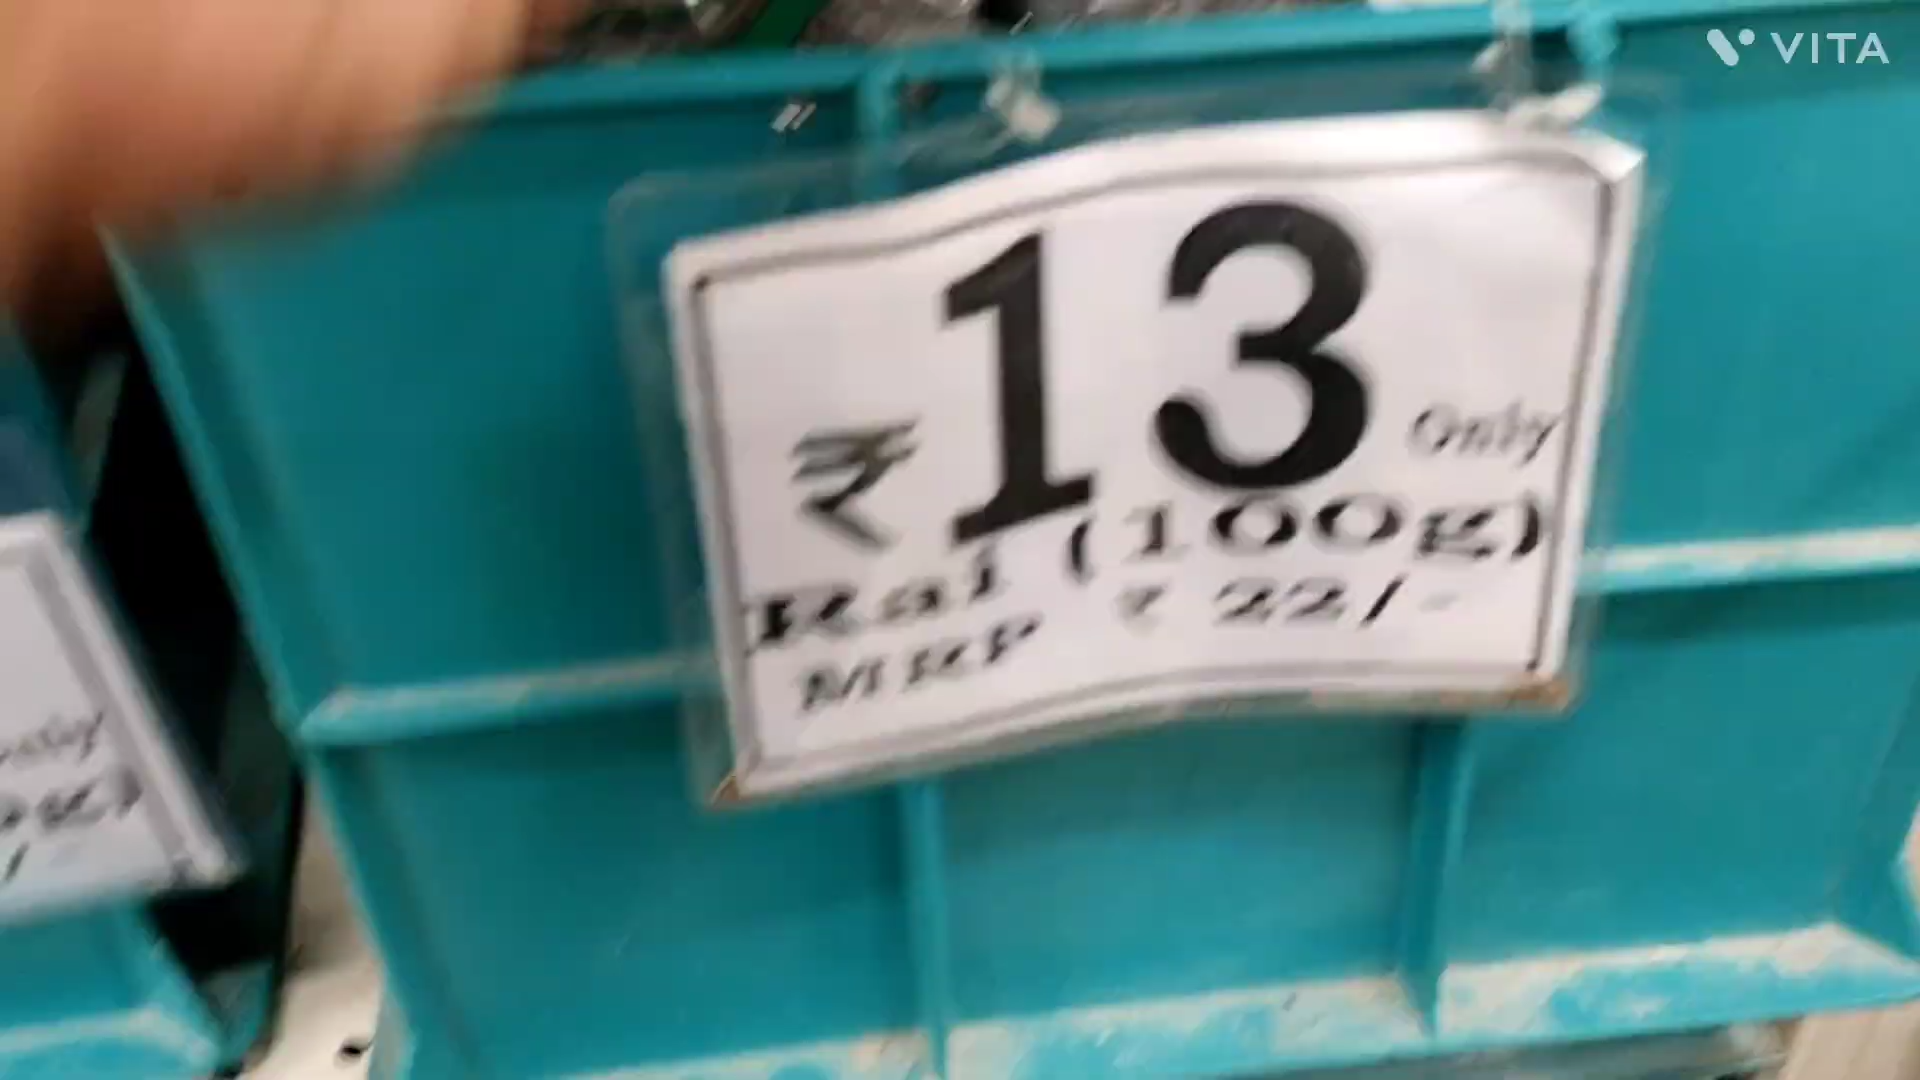 VITA
₹13 Only
Rai (100g)
MRP ₹ 22/-